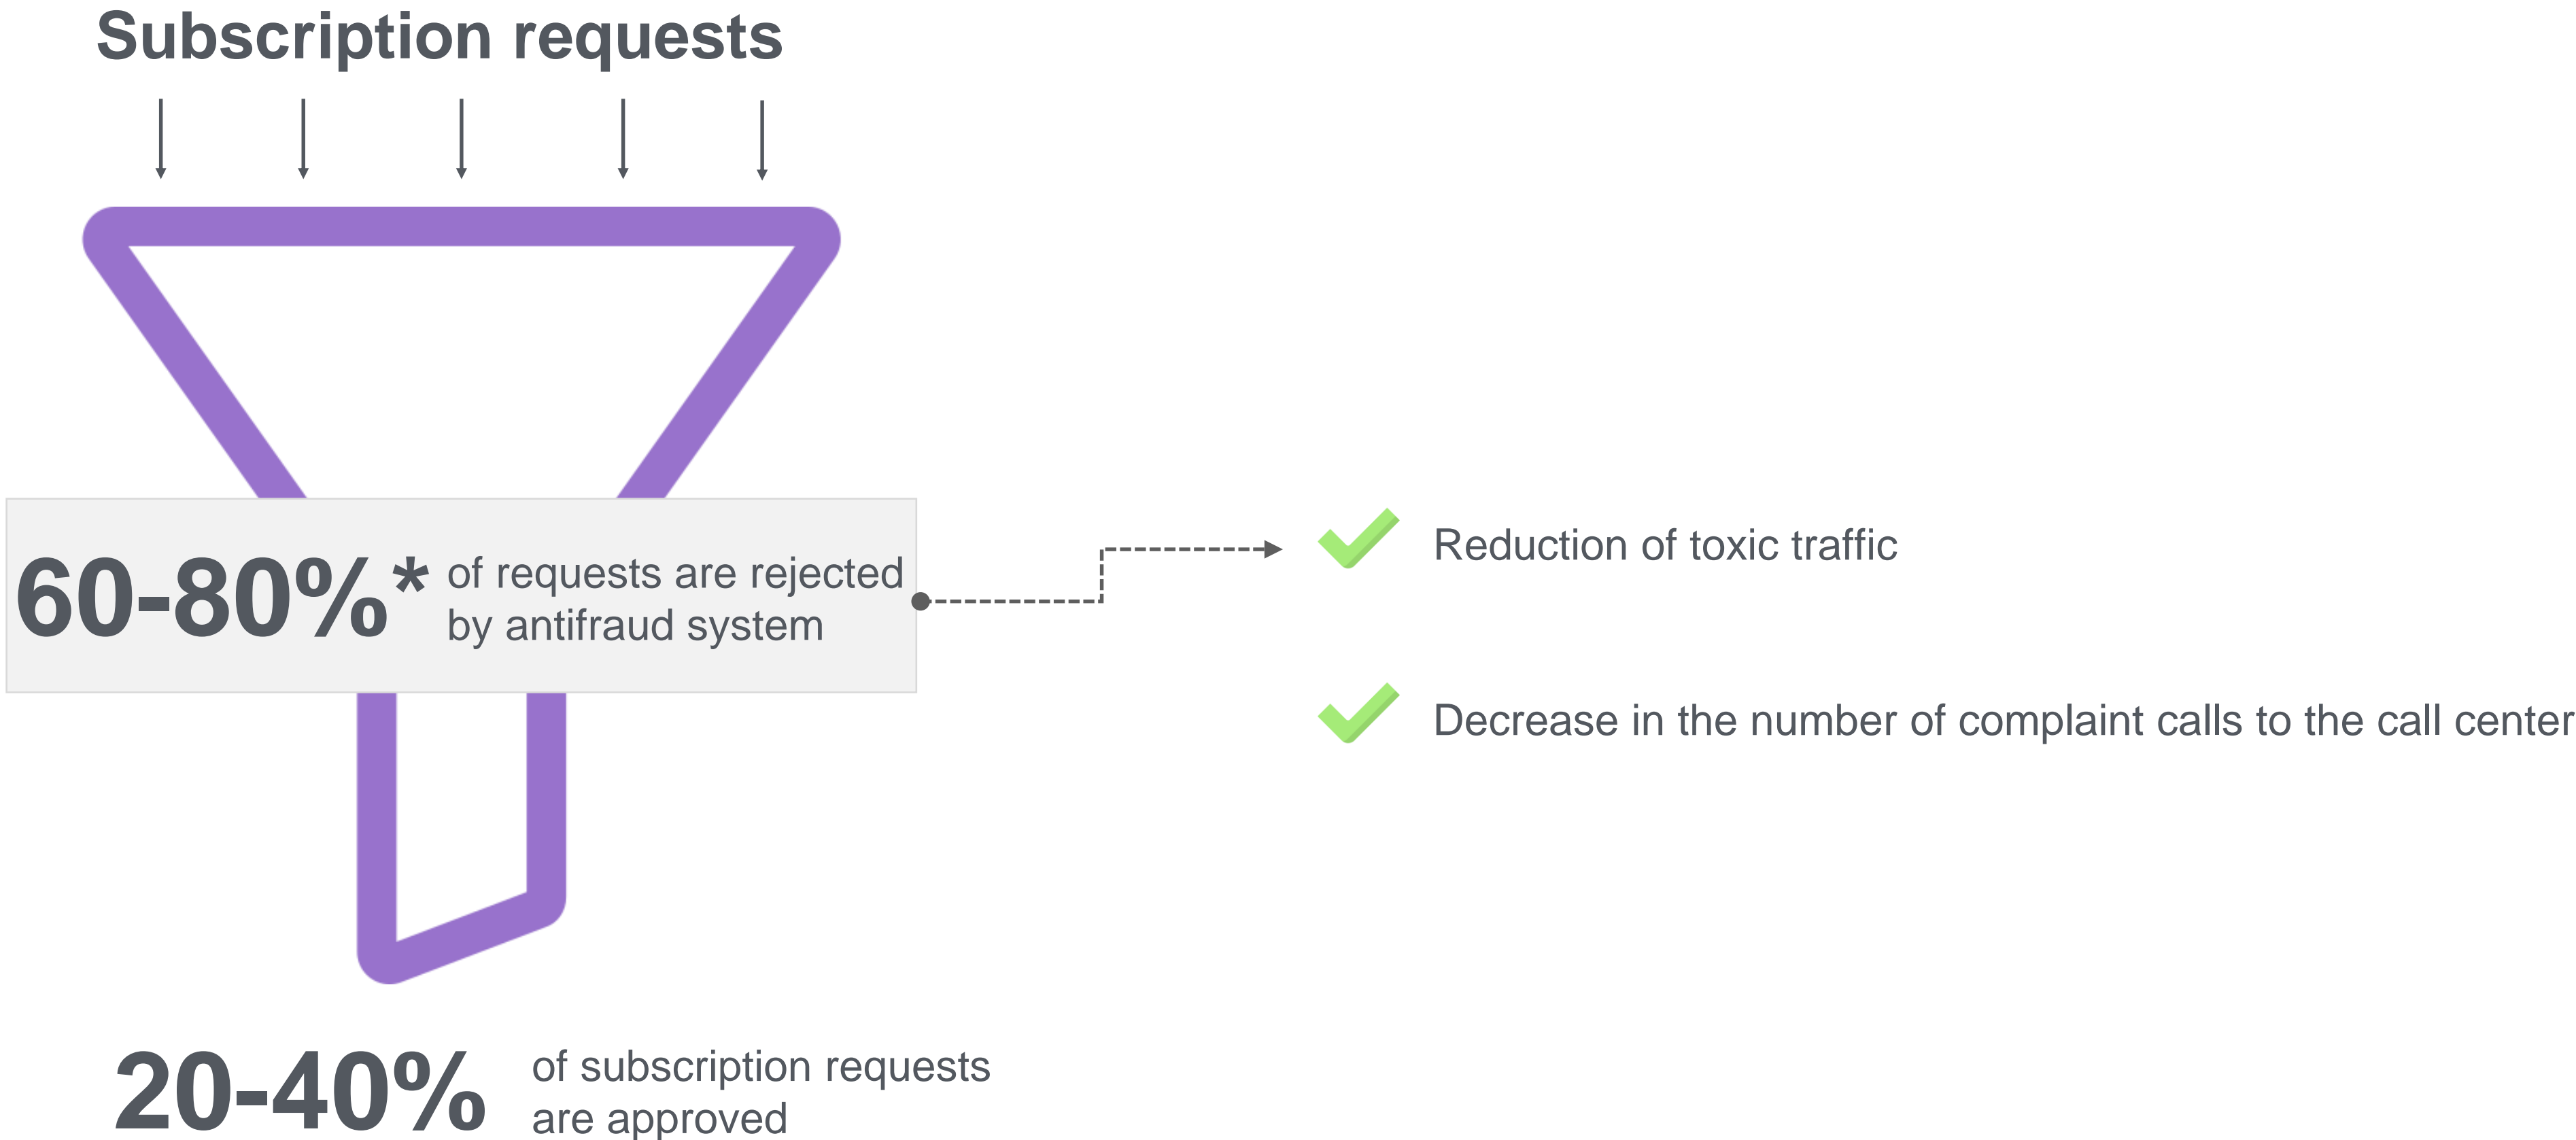 Subscription requests
60-80%* of requests are rejected
by antifraud system
Reduction of toxic traffic
Decrease in the number of complaint calls to the call center
20-40% of subscription requests
are approved